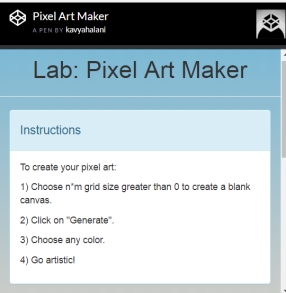 Pixel Art Maker
A PEN BY kavyahalani
Lab: Pixel Art Maker
Instructions
To create your pixel art:
1) Choose n*m grid size greater than 0 to create a blank
canvas.
2) Click on "Generate".
3) Choose any color.
4) Go artistic!